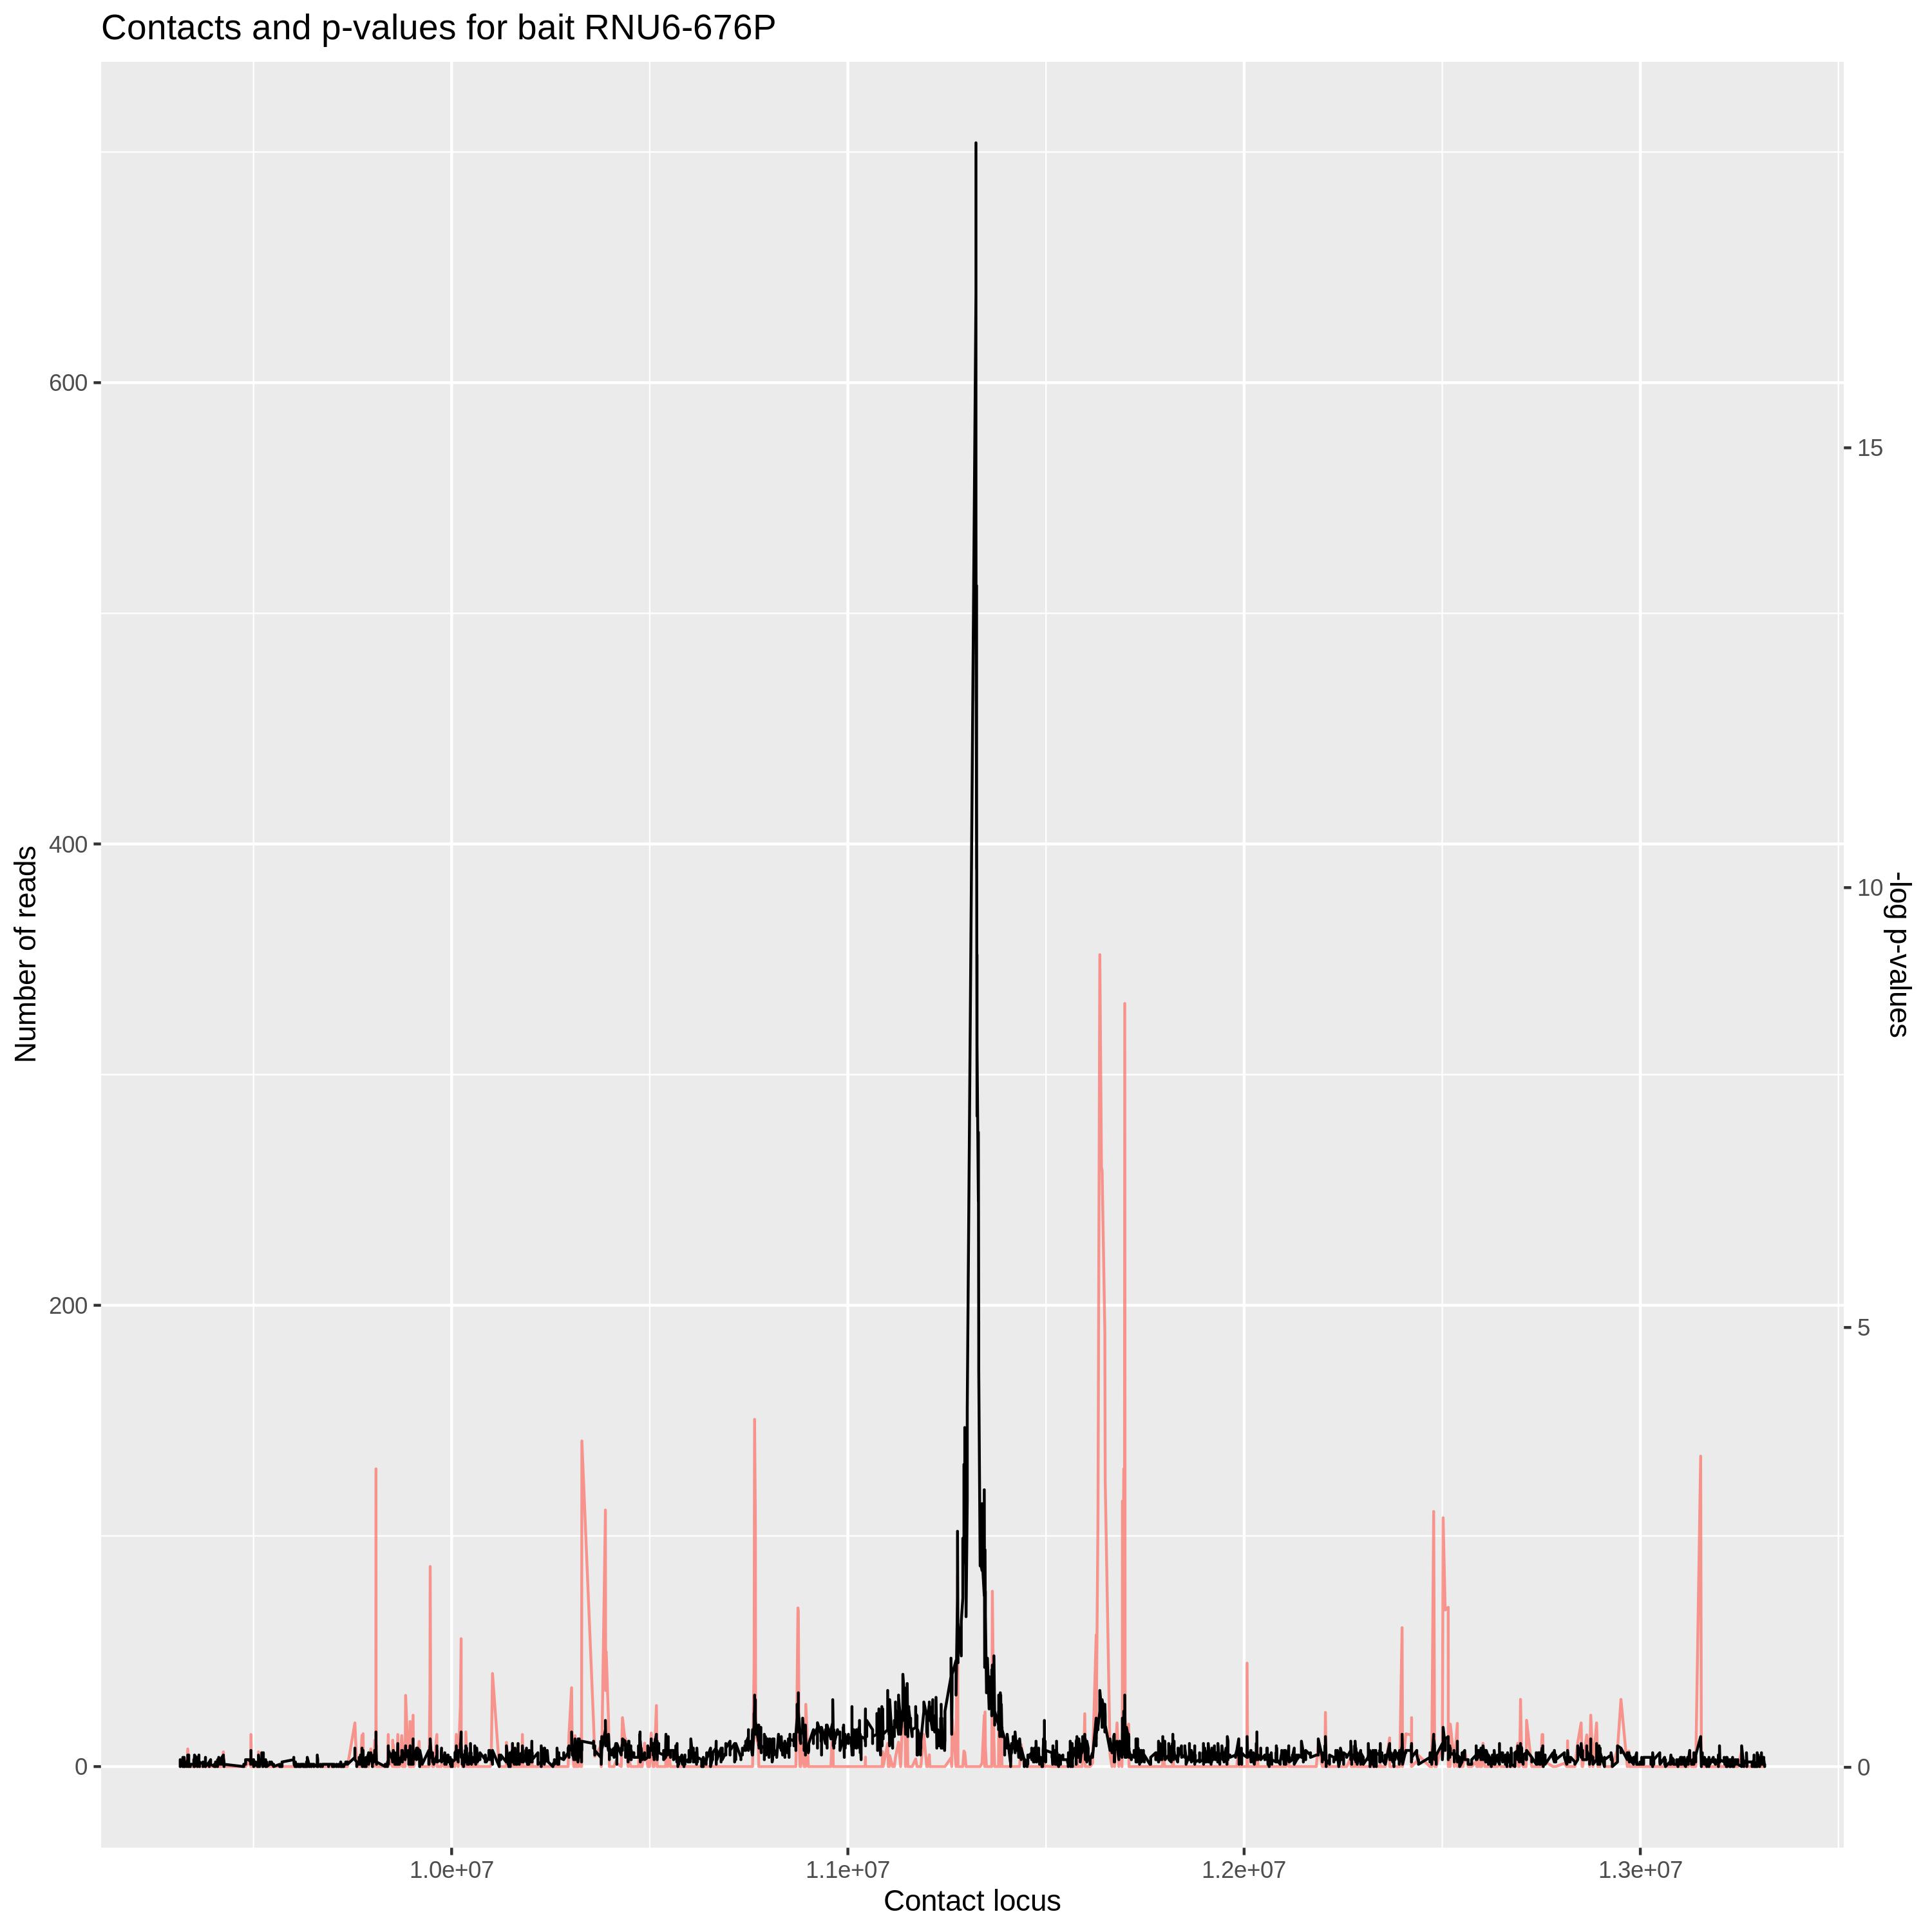 Contacts and p-values for bait RNU6-676P
Number of reads
600
400
200
0
15
10
5
0
-log p-values
1.0e+07
1.1e+07
1.2e+07
1.3e+07
Contact locus